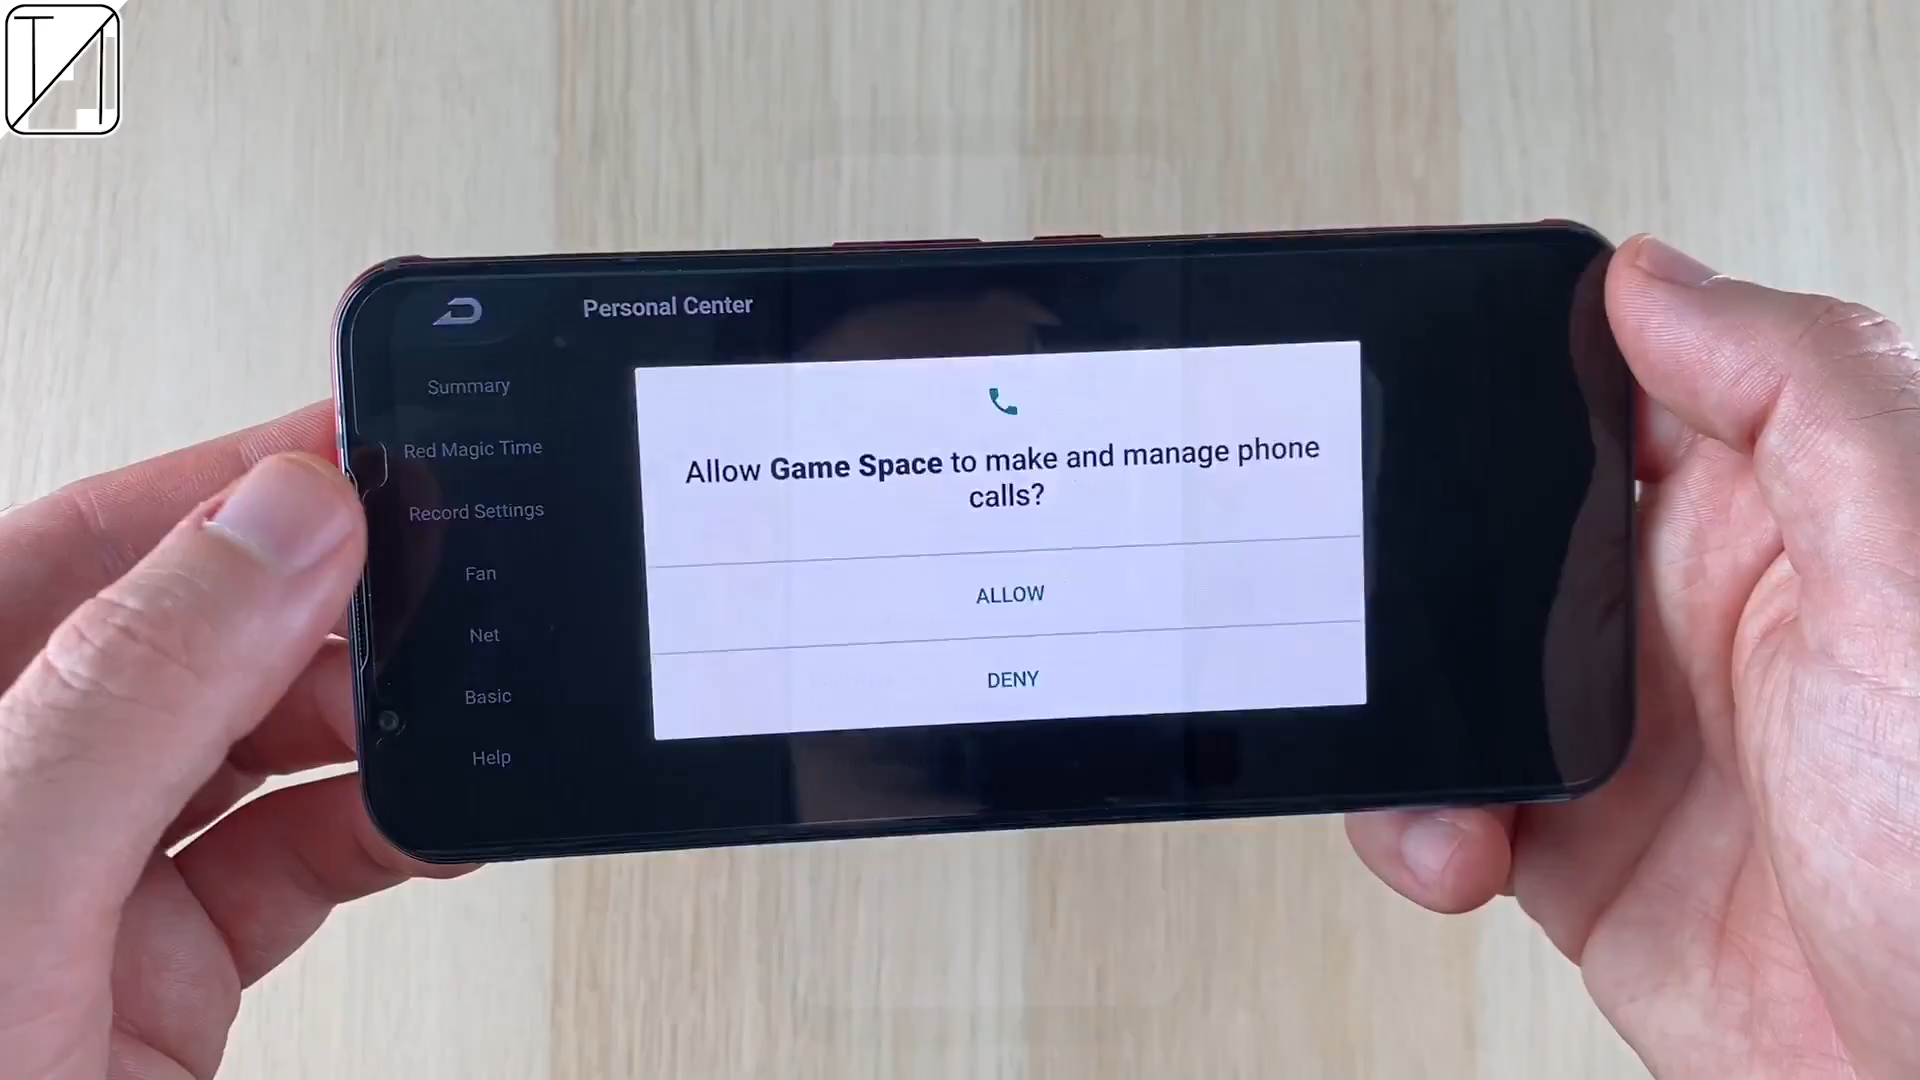 Personal Center
Summary
Red Magic Time
Record Settings
Fan
Net
Basic
Help
Allow Game Space to make and manage phone
calls?
ALLOW
DENY